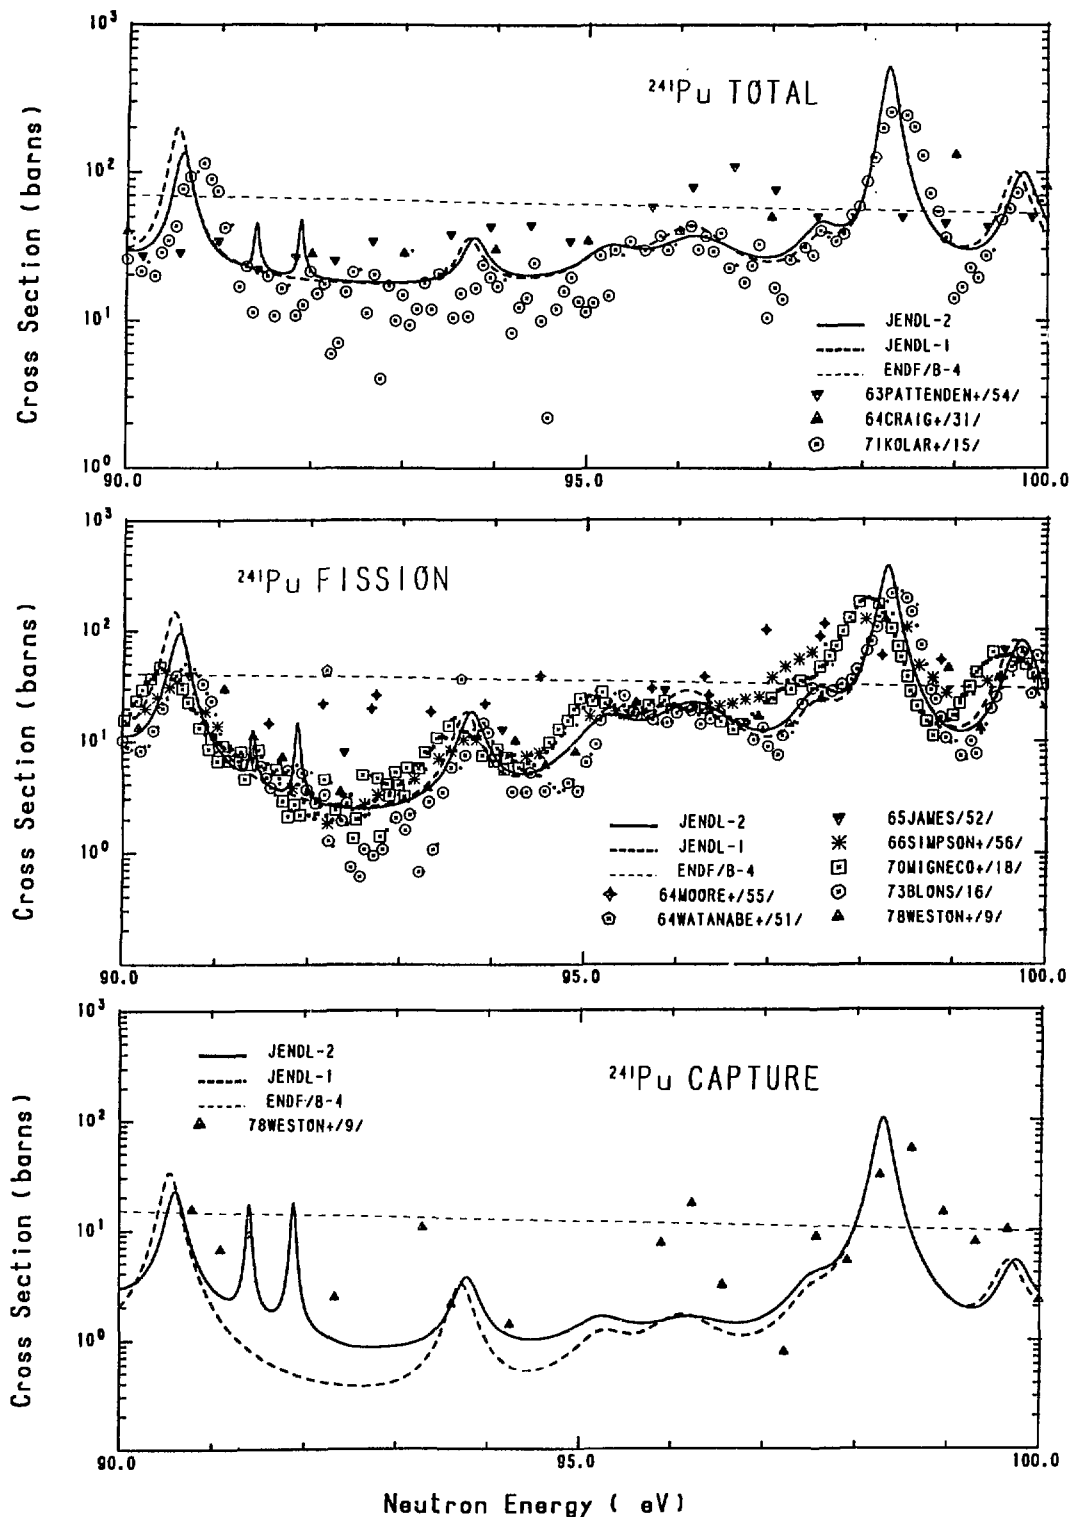 10³
10²
10¹
10⁰
Cross Section (barns)
²⁴¹Pu TOTAL
JENDL-2
JENDL-1
ENDF/B-4
63PATTENDEN+/54/
64CRAIG+/31/
71KOLAR+/15/
90.0
95.0
100.0
10³
10²
10¹
10⁰
Cross Section (barns)
²⁴¹Pu FISSION
JENDL-2
JENDL-1
ENDF/B-4
64MOORE+/55/
64WATANABE+/51/
65JAMES/52/
66SIMPSON+/56/
70MIGNECO+/18/
73BLONS/16/
78WESTON+/9/
90.0
95.0
100.0
10³
10²
10¹
10⁰
Cross Section (barns)
JENDL-2
JENDL-1
ENDF/B-4
78WESTON+/9/
²⁴¹Pu CAPTURE
90.0
95.0
100.0
Neutron Energy ( eV)